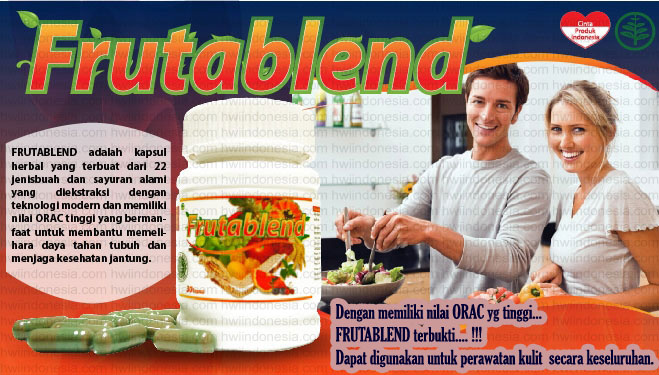 Frutablend
Cinta
Produk
Indonesia
FRUTABLEND adalah kapsul
herbal yang terbuat dari 22
jenisbuah dan sayuran alami
yang diekstraksi dengan
teknologi modern dan memiliki
nilai ORAC tinggi yang berman-
faat untuk membantu memeli-
hara daya tahan tubuh dan
menjaga kesehatan jantung.
Frutablend
hwiindonesia.com
Dengan memiliki nilai ORAC yg tinggi...
FRUTABLEND terbukti.... !!!
Dapat digunakan untuk perawatan kulit secara keseluruhan.